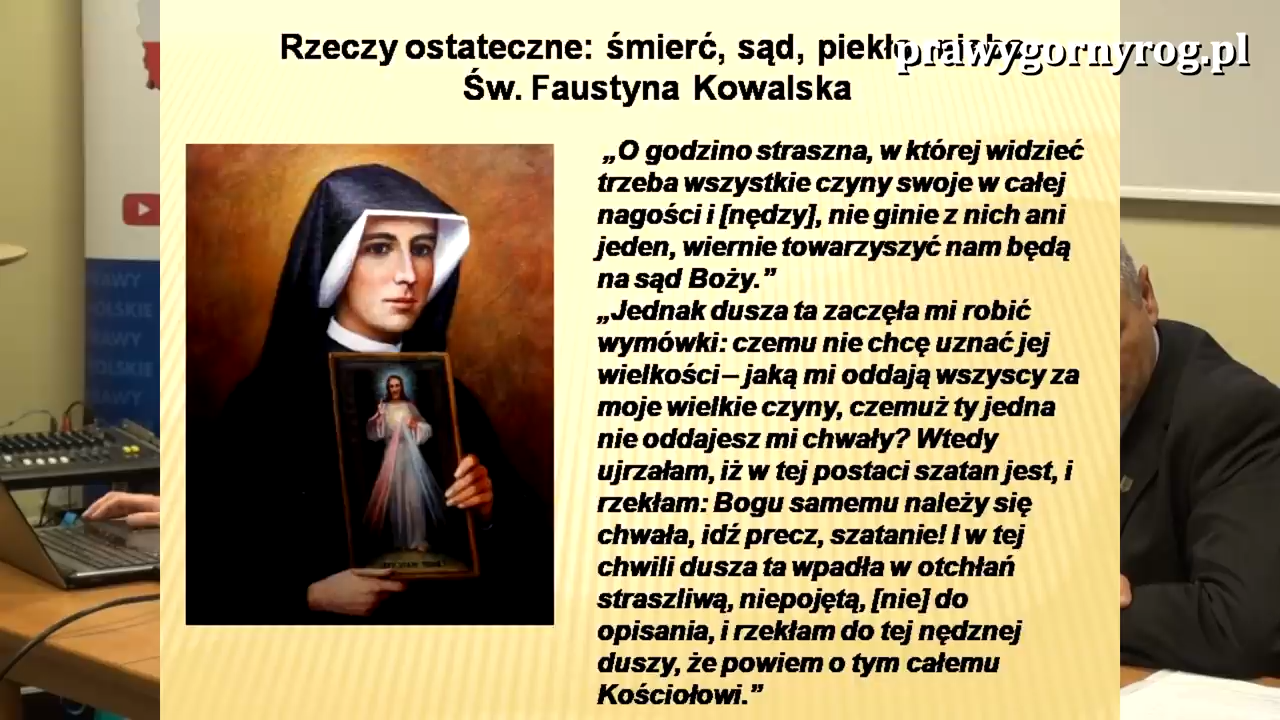 Rzeczy ostateczne: śmierć, sąd, piekło, niebo
prawygornyrog.pl
Św. Faustyna Kowalska
„O godzino straszna, w której widzieć
trzeba wszystkie czyny swoje w całej
nagości i [nędzy], nie ginie z nich ani
jeden, wiernie towarzyszyć nam będą
na sąd Boży.”
„Jednak dusza ta zaczęła mi robić
wymówki: czemu nie chcę uznać jej
wielkości – jaką mi oddają wszyscy za
moje wielkie czyny, czemuż ty jedna
nie oddajesz mi chwały? Wtedy
ujrzałam, iż w tej postaci szatan jest, i
rzekłam: Bogu samemu należy się
chwała, idź precz, szatanie! I w tej
chwili dusza ta wpadła w otchłań
straszliwą, niepojętą, [nie] do
opisania, i rzekłam do tej nędznej
duszy, że powiem o tym całemu
Kościołowi.”